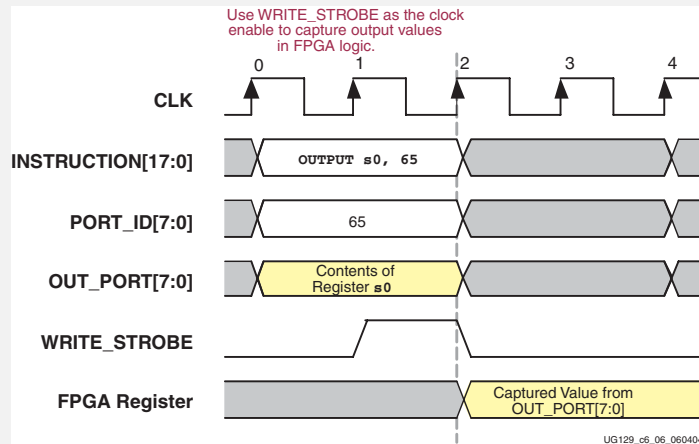 Use WRITE_STROBE as the clock
enable to capture output values
in FPGA logic.
0 1 2 3 4
CLK
INSTRUCTION[17:0] OUTPUT s0, 65
PORT_ID[7:0] 65
OUT_PORT[7:0] Contents of
Register s0
WRITE_STROBE
FPGA Register Captured Value from
OUT_PORT[7:0]
UG129_c6_06_060404